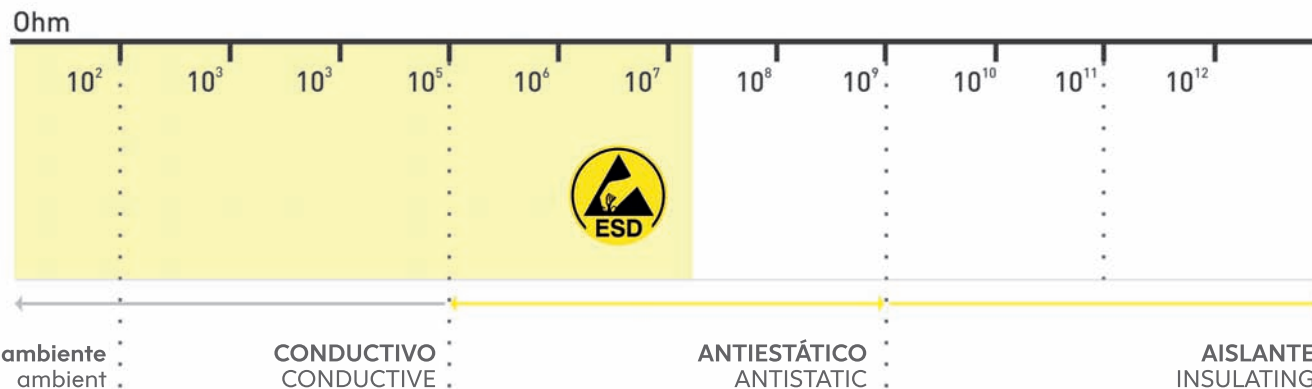 Ohm
10² 10³ 10³ 10⁵ 10⁶ 10⁷ 10⁸ 10⁹ 10¹⁰ 10¹¹ 10¹²
ESD
ambiente CONDUCTIVO ANTIESTÁTICO AISLANTE
ambient CONDUCTIVE ANTISTATIC INSULATING